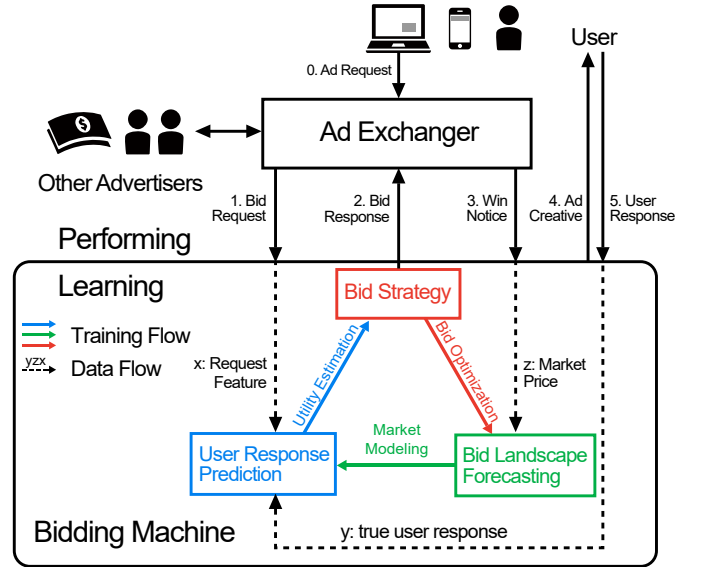 User
0. Ad Request
$
Ad Exchanger
Other Advertisers
1. Bid
Request
2. Bid
Response
3. Win
Notice
4. Ad
Creative
5. User
Response
Performing
Learning
Bid Strategy
Training Flow
yzx
Data Flow
x: Request
Feature
Utility Estimation
Bid Optimization
z: Market
Price
User Response
Prediction
Market
Modeling
Bid Landscape
Forecasting
Bidding Machine
y: true user response